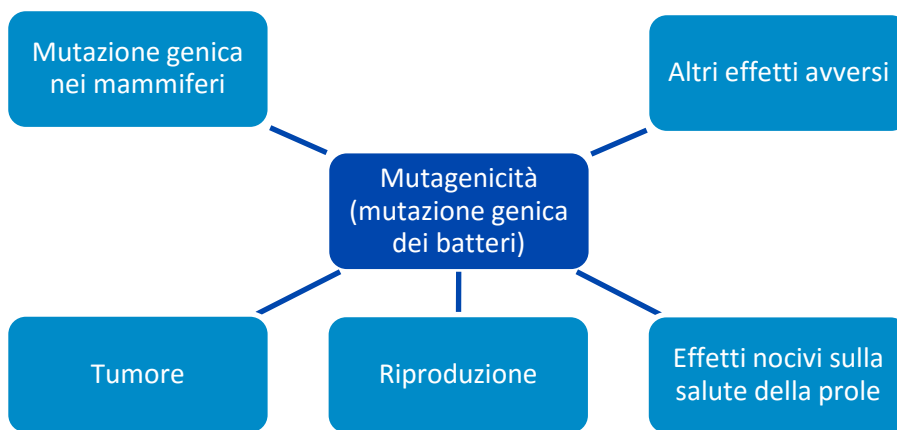 Mutazione genica
nei mammiferi
Altri effetti avversi
Mutagenicità
(mutazione genica
dei batteri)
Tumore
Riproduzione
Effetti nocivi sulla
salute della prole